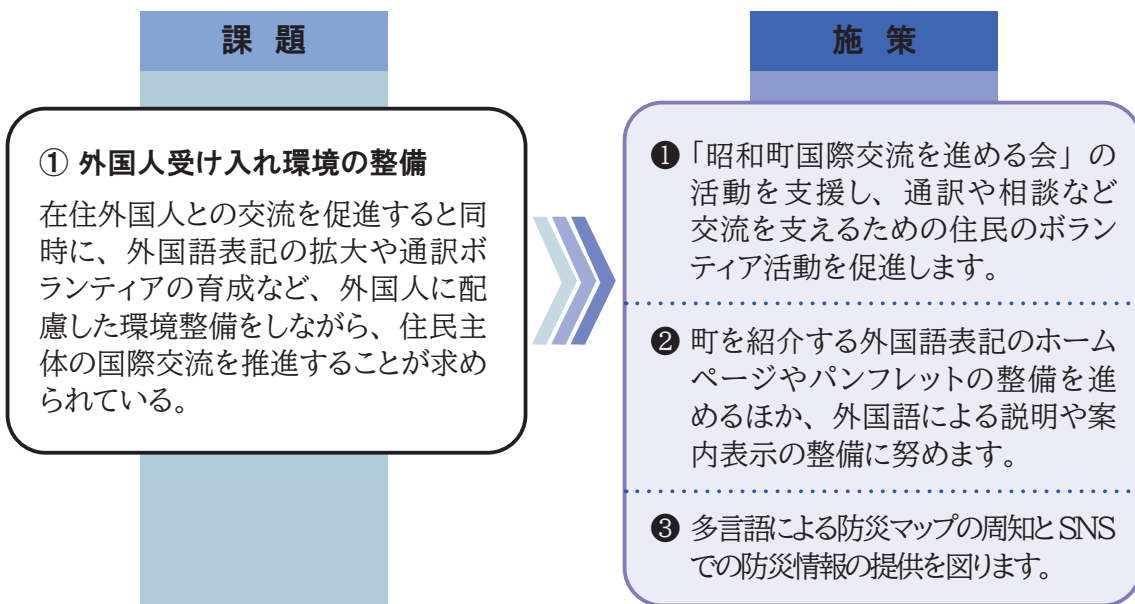 課 題
① 外国人受け入れ環境の整備
在住外国人との交流を促進すると同
時に、外国語表記の拡大や通訳ボ
ランティアの育成など、外国人に配
慮した環境整備をしながら、住民主
体の国際交流を推進することが求め
られている。
施 策
❶「昭和町国際交流を進める会」の
活動を支援し、通訳や相談など
交流を支えるための住民のボラン
ティア活動を促進します。
❷ 町を紹介する外国語表記のホーム
ページやパンフレットの整備を進
めるほか、外国語による説明や案
内表示の整備に努めます。
❸ 多言語による防災マップの周知とSNS
での防災情報の提供を図ります。